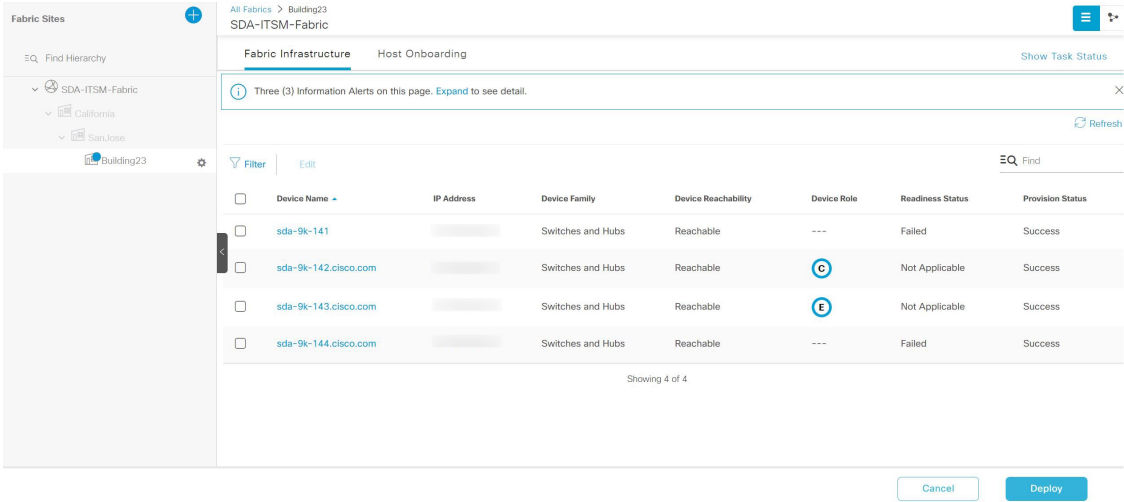 Fabric Sites
Find Hierarchy
SDA-ITSM-Fabric
California
SanJose
Building23
All Fabrics > Building23
SDA-ITSM-Fabric
Fabric Infrastructure Host Onboarding Show Task Status
Three (3) Information Alerts on this page. Expand to see detail.
Refresh
Filter Edit Find
Device Name IP Address Device Family Device Reachability Device Role Readiness Status Provision Status
sda-9k-141 Switches and Hubs Reachable --- Failed Success
sda-9k-142.cisco.com Switches and Hubs Reachable C Not Applicable Success
sda-9k-143.cisco.com Switches and Hubs Reachable E Not Applicable Success
sda-9k-144.cisco.com Switches and Hubs Reachable --- Failed Success
Showing 4 of 4
Cancel Deploy